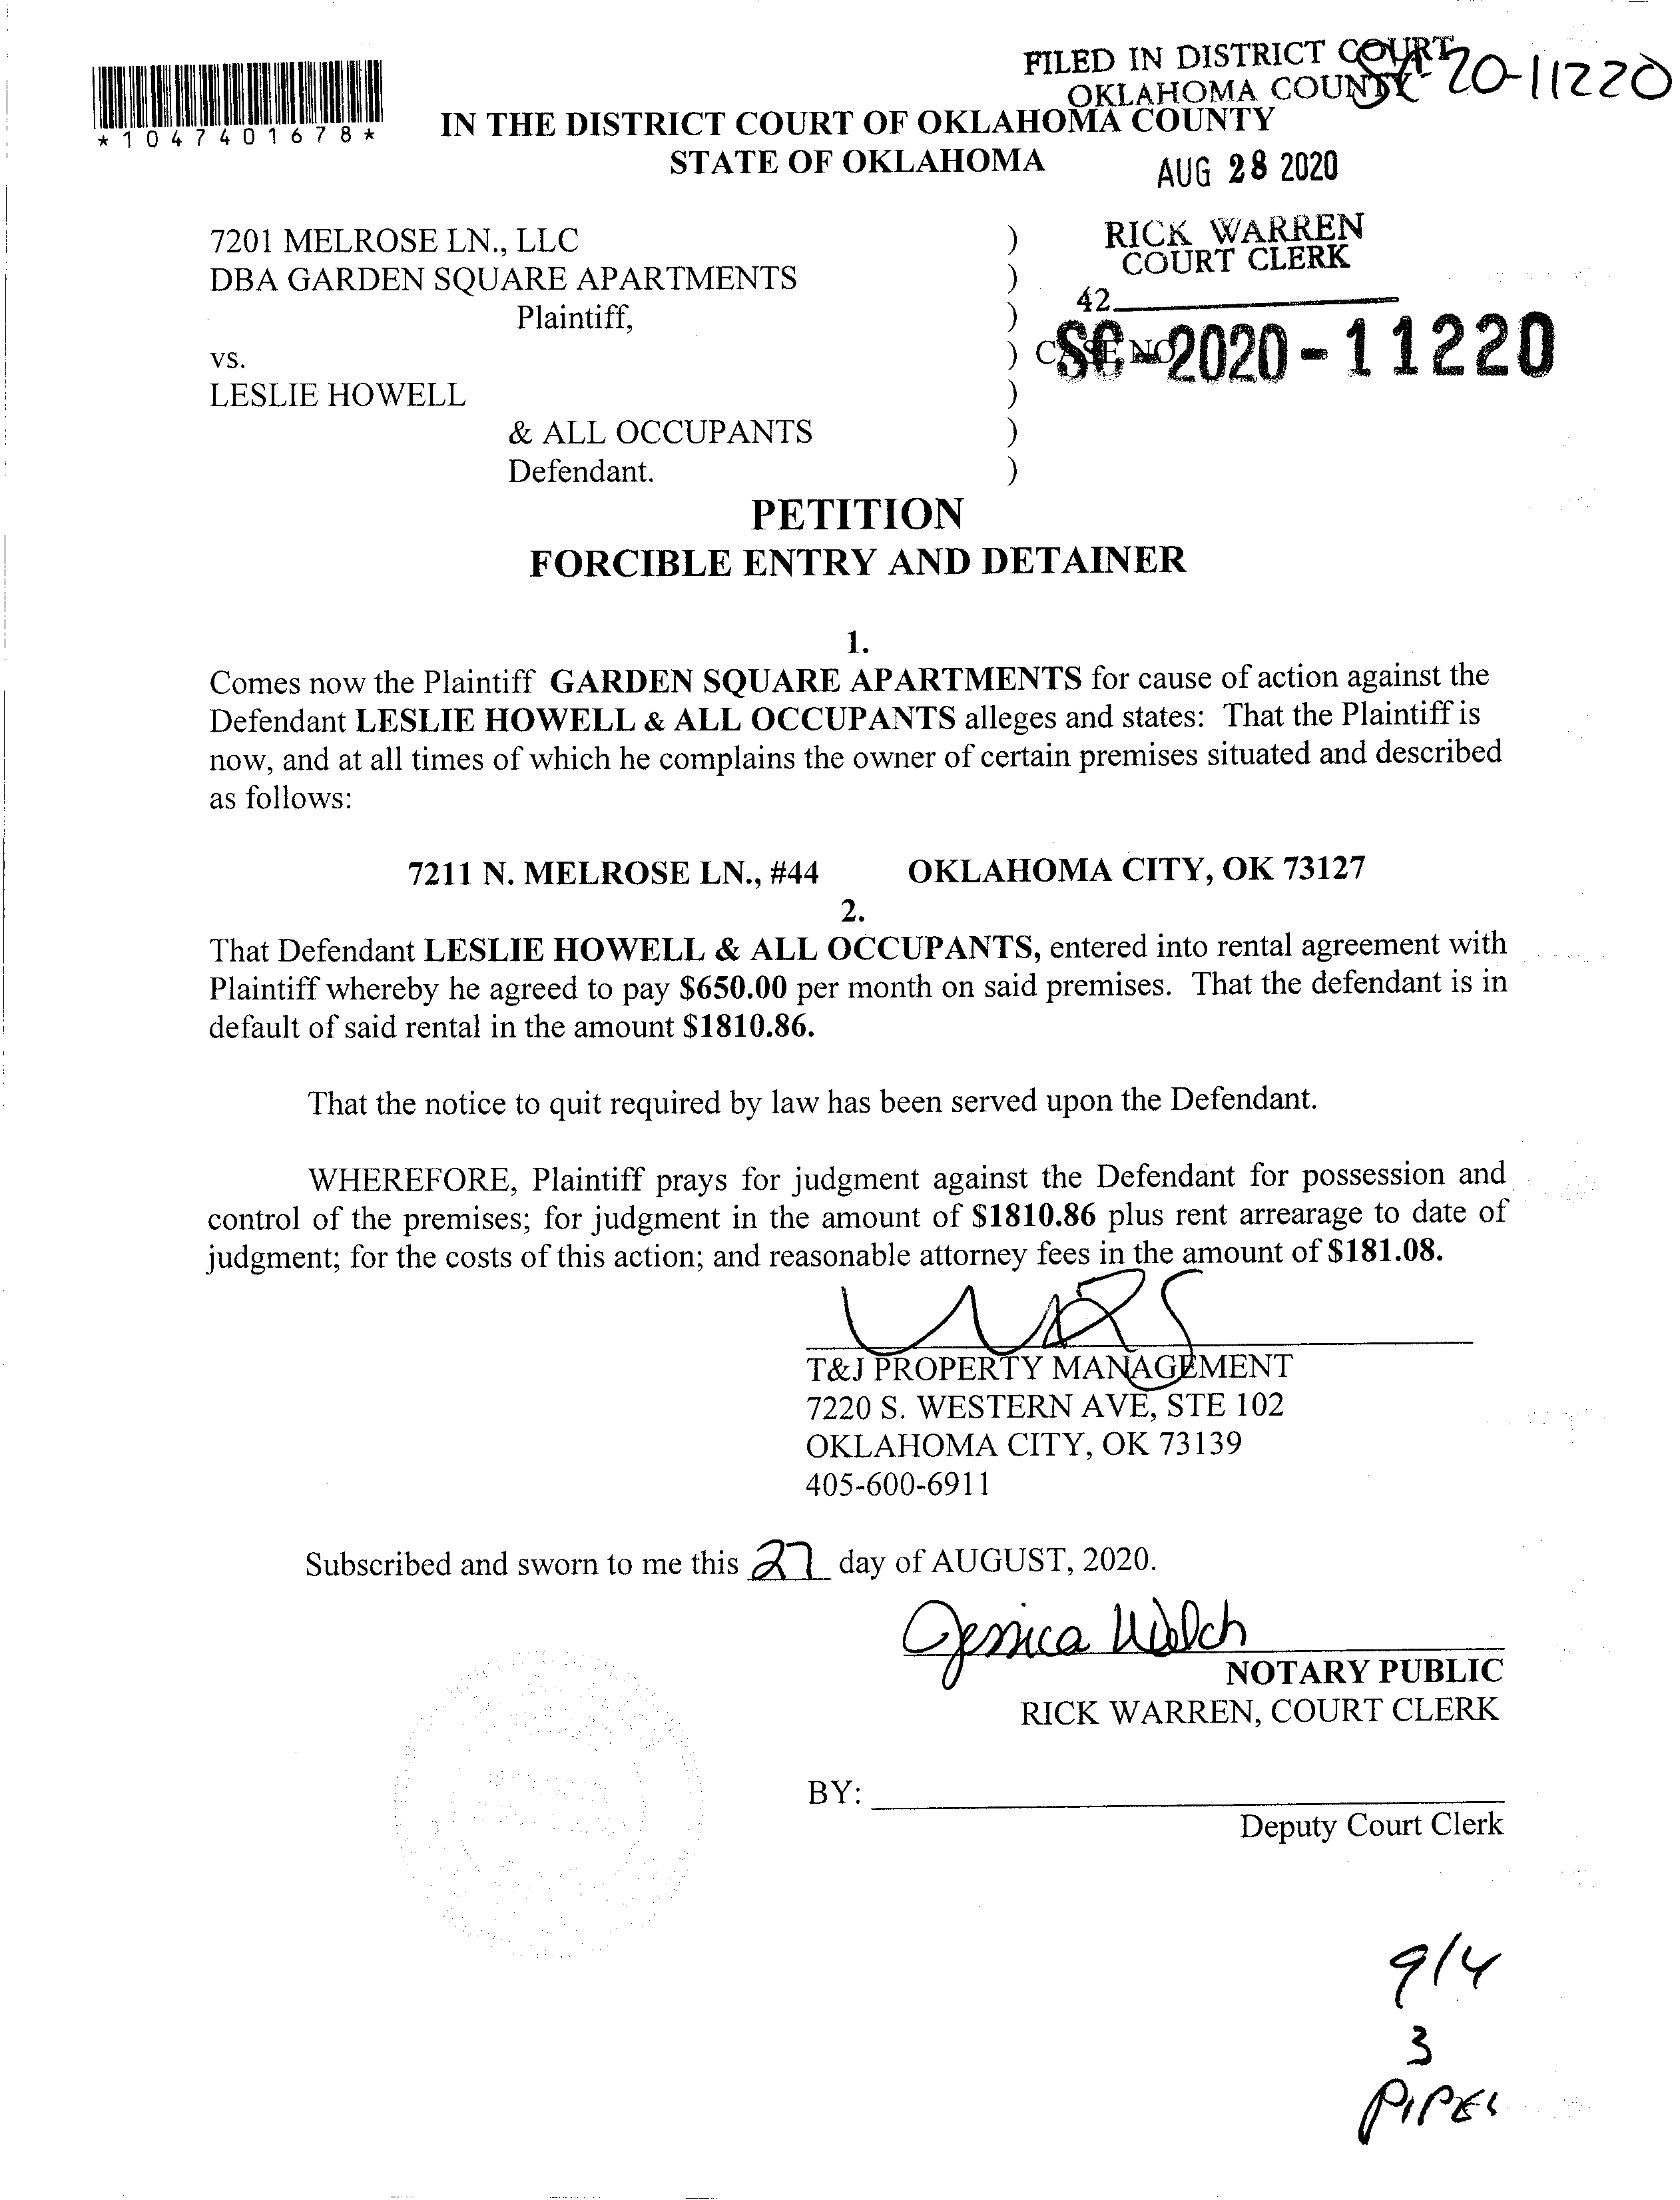 FILED IN DISTRICT COURT
OKLAHOMA COUNTY
SC-20-11220
*1047401678*
IN THE DISTRICT COURT OF OKLAHOMA COUNTY
STATE OF OKLAHOMA
AUG 28 2020
RICK WARREN
COURT CLERK
42
7201 MELROSE LN., LLC )
DBA GARDEN SQUARE APARTMENTS )
Plaintiff, )
vs. ) CASE NO
SC-2020-11220
LESLIE HOWELL )
& ALL OCCUPANTS )
Defendant. )
PETITION
FORCIBLE ENTRY AND DETAINER
1.
Comes now the Plaintiff GARDEN SQUARE APARTMENTS for cause of action against the
Defendant LESLIE HOWELL & ALL OCCUPANTS alleges and states: That the Plaintiff is
now, and at all times of which he complains the owner of certain premises situated and described
as follows:
7211 N. MELROSE LN., #44 OKLAHOMA CITY, OK 73127
2.
That Defendant LESLIE HOWELL & ALL OCCUPANTS, entered into rental agreement with
Plaintiff whereby he agreed to pay $650.00 per month on said premises. That the defendant is in
default of said rental in the amount $1810.86.
That the notice to quit required by law has been served upon the Defendant.
WHEREFORE, Plaintiff prays for judgment against the Defendant for possession and
control of the premises; for judgment in the amount of $1810.86 plus rent arrearage to date of
judgment; for the costs of this action; and reasonable attorney fees in the amount of $181.08.
T&J PROPERTY MANAGEMENT
7220 S. WESTERN AVE, STE 102
OKLAHOMA CITY, OK 73139
405-600-6911
Subscribed and sworn to me this 27 day of AUGUST, 2020.
Jessica Welch
NOTARY PUBLIC
RICK WARREN, COURT CLERK
BY:
Deputy Court Clerk
9/4
3